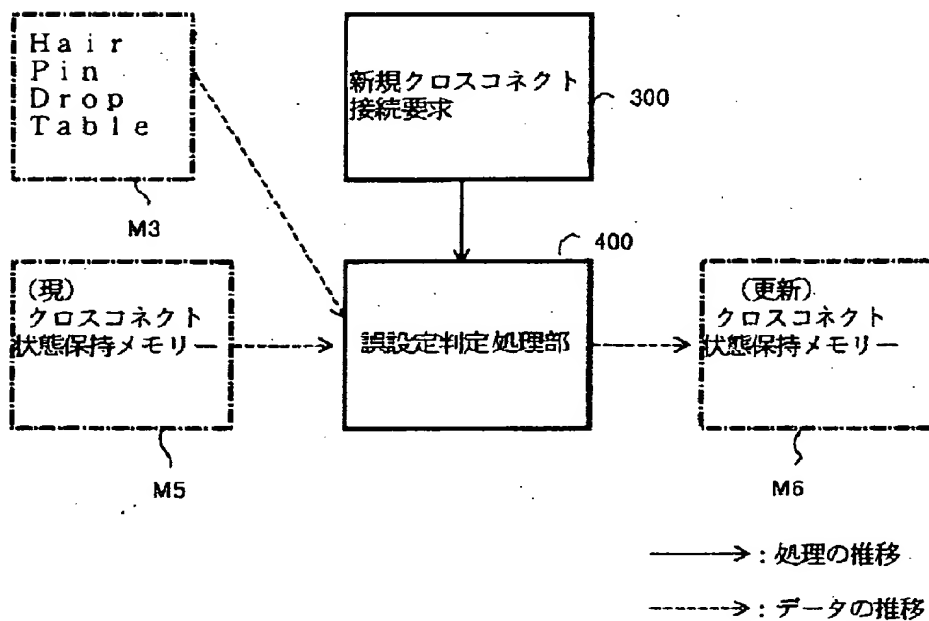 Hair
Pin
Drop
Table
M3
新規クロスコネクト
接続要求
300
(現)
クロスコネクト
状態保持メモリー
M5
400
誤設定判定処理部
(更新)
クロスコネクト
状態保持メモリー
M6
:処理の推移
:データの推移